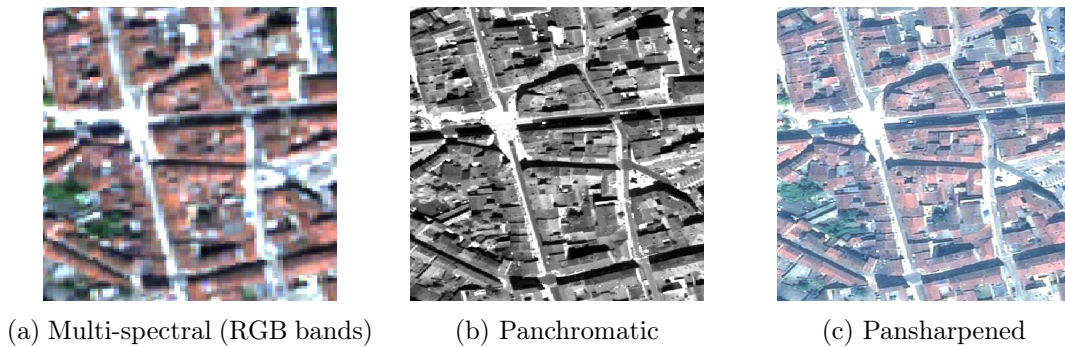 (a) Multi-spectral (RGB bands)
(b) Panchromatic
(c) Pansharpened